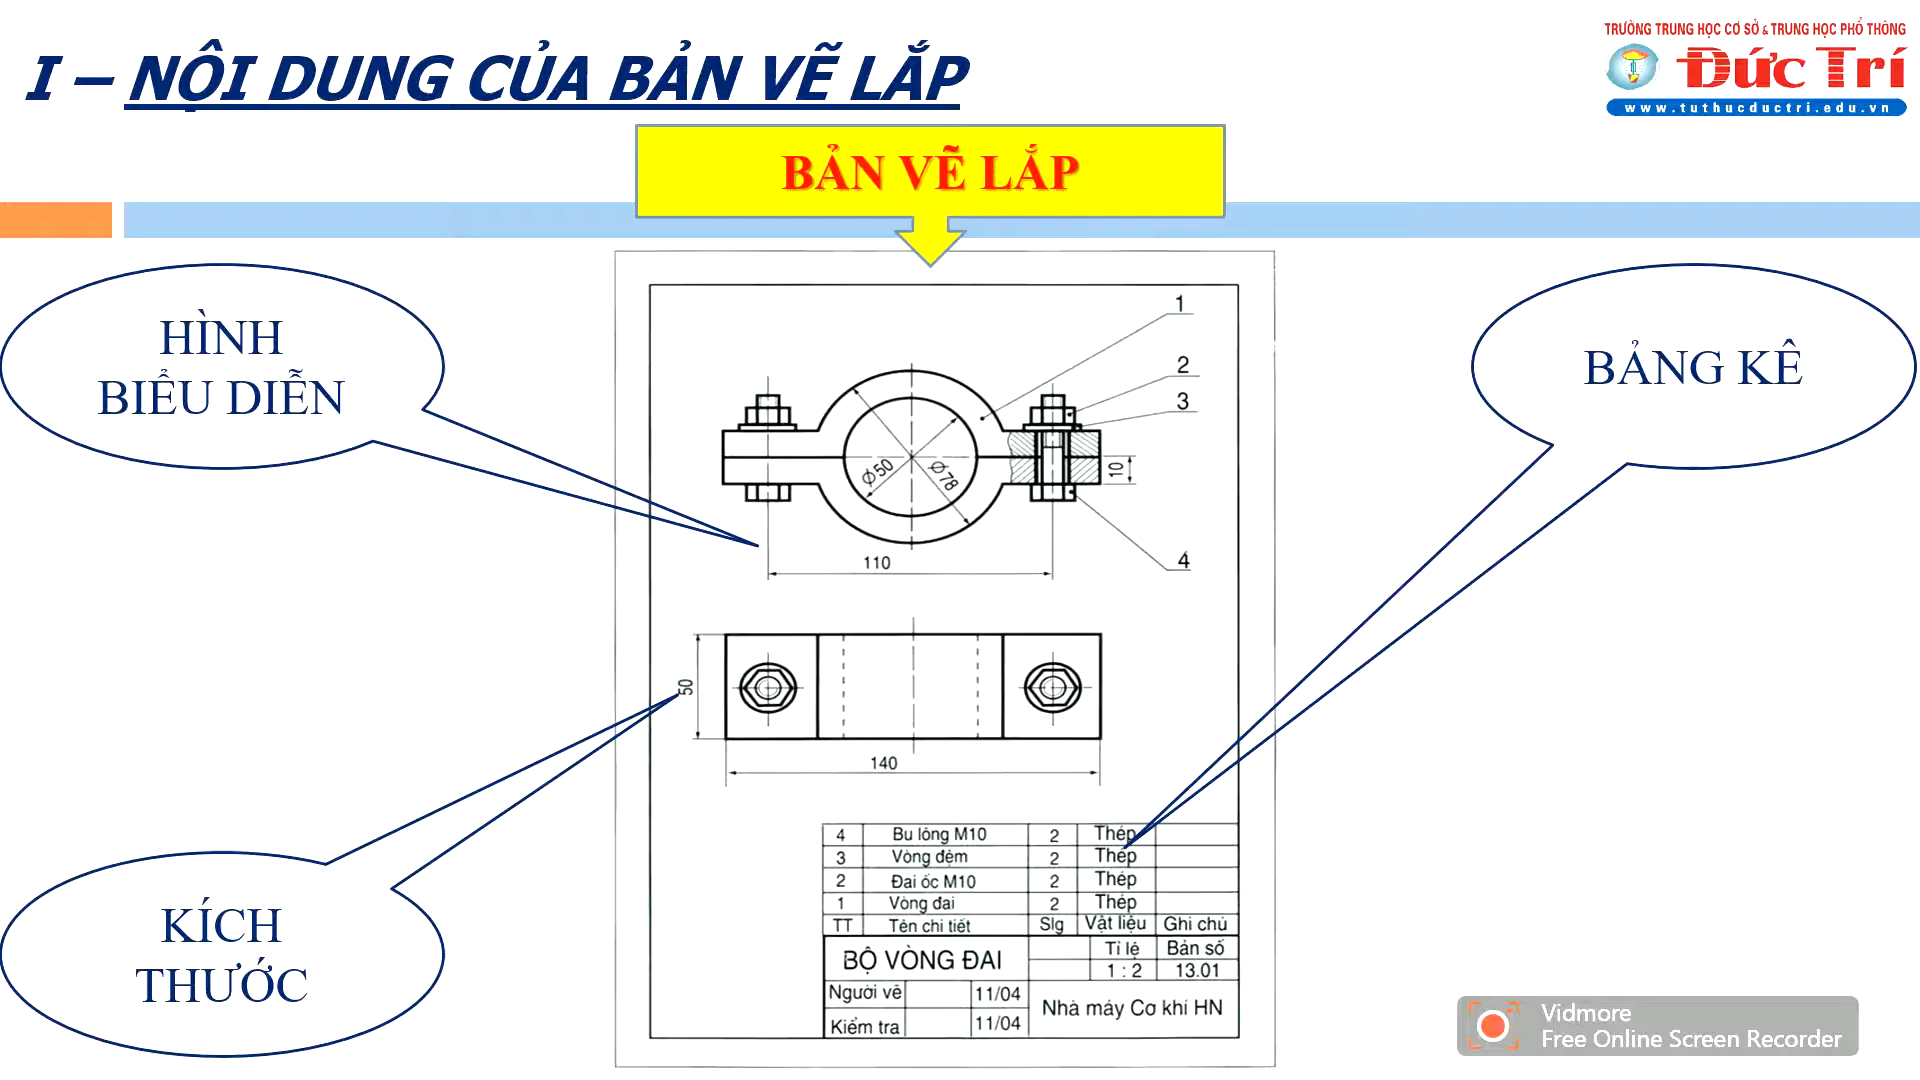 I – NỘI DUNG CỦA BẢN VẼ LẮP
TRƯỜNG TRUNG HỌC CƠ SỞ & TRUNG HỌC PHỔ THÔNG
Đức Trí
www.tuthucductri.edu.vn
BẢN VẼ LẮP
HÌNH
BIỂU DIỄN
BẢNG KÊ
KÍCH
THƯỚC
1
2
3
4
Ø50
Ø78
10
110
50
140
4 Bu lông M10 2 Thép
3 Vòng đệm 2 Thép
2 Đai ốc M10 2 Thép
1 Vòng đai 2 Thép
TT Tên chi tiết Slg Vật liệu Ghi chú
BỘ VÒNG ĐAI Tỉ lệ Bản số
1 : 2 13.01
Người vẽ 11/04
Kiểm tra 11/04
Nhà máy Cơ khí HN
Vidmore
Free Online Screen Recorder